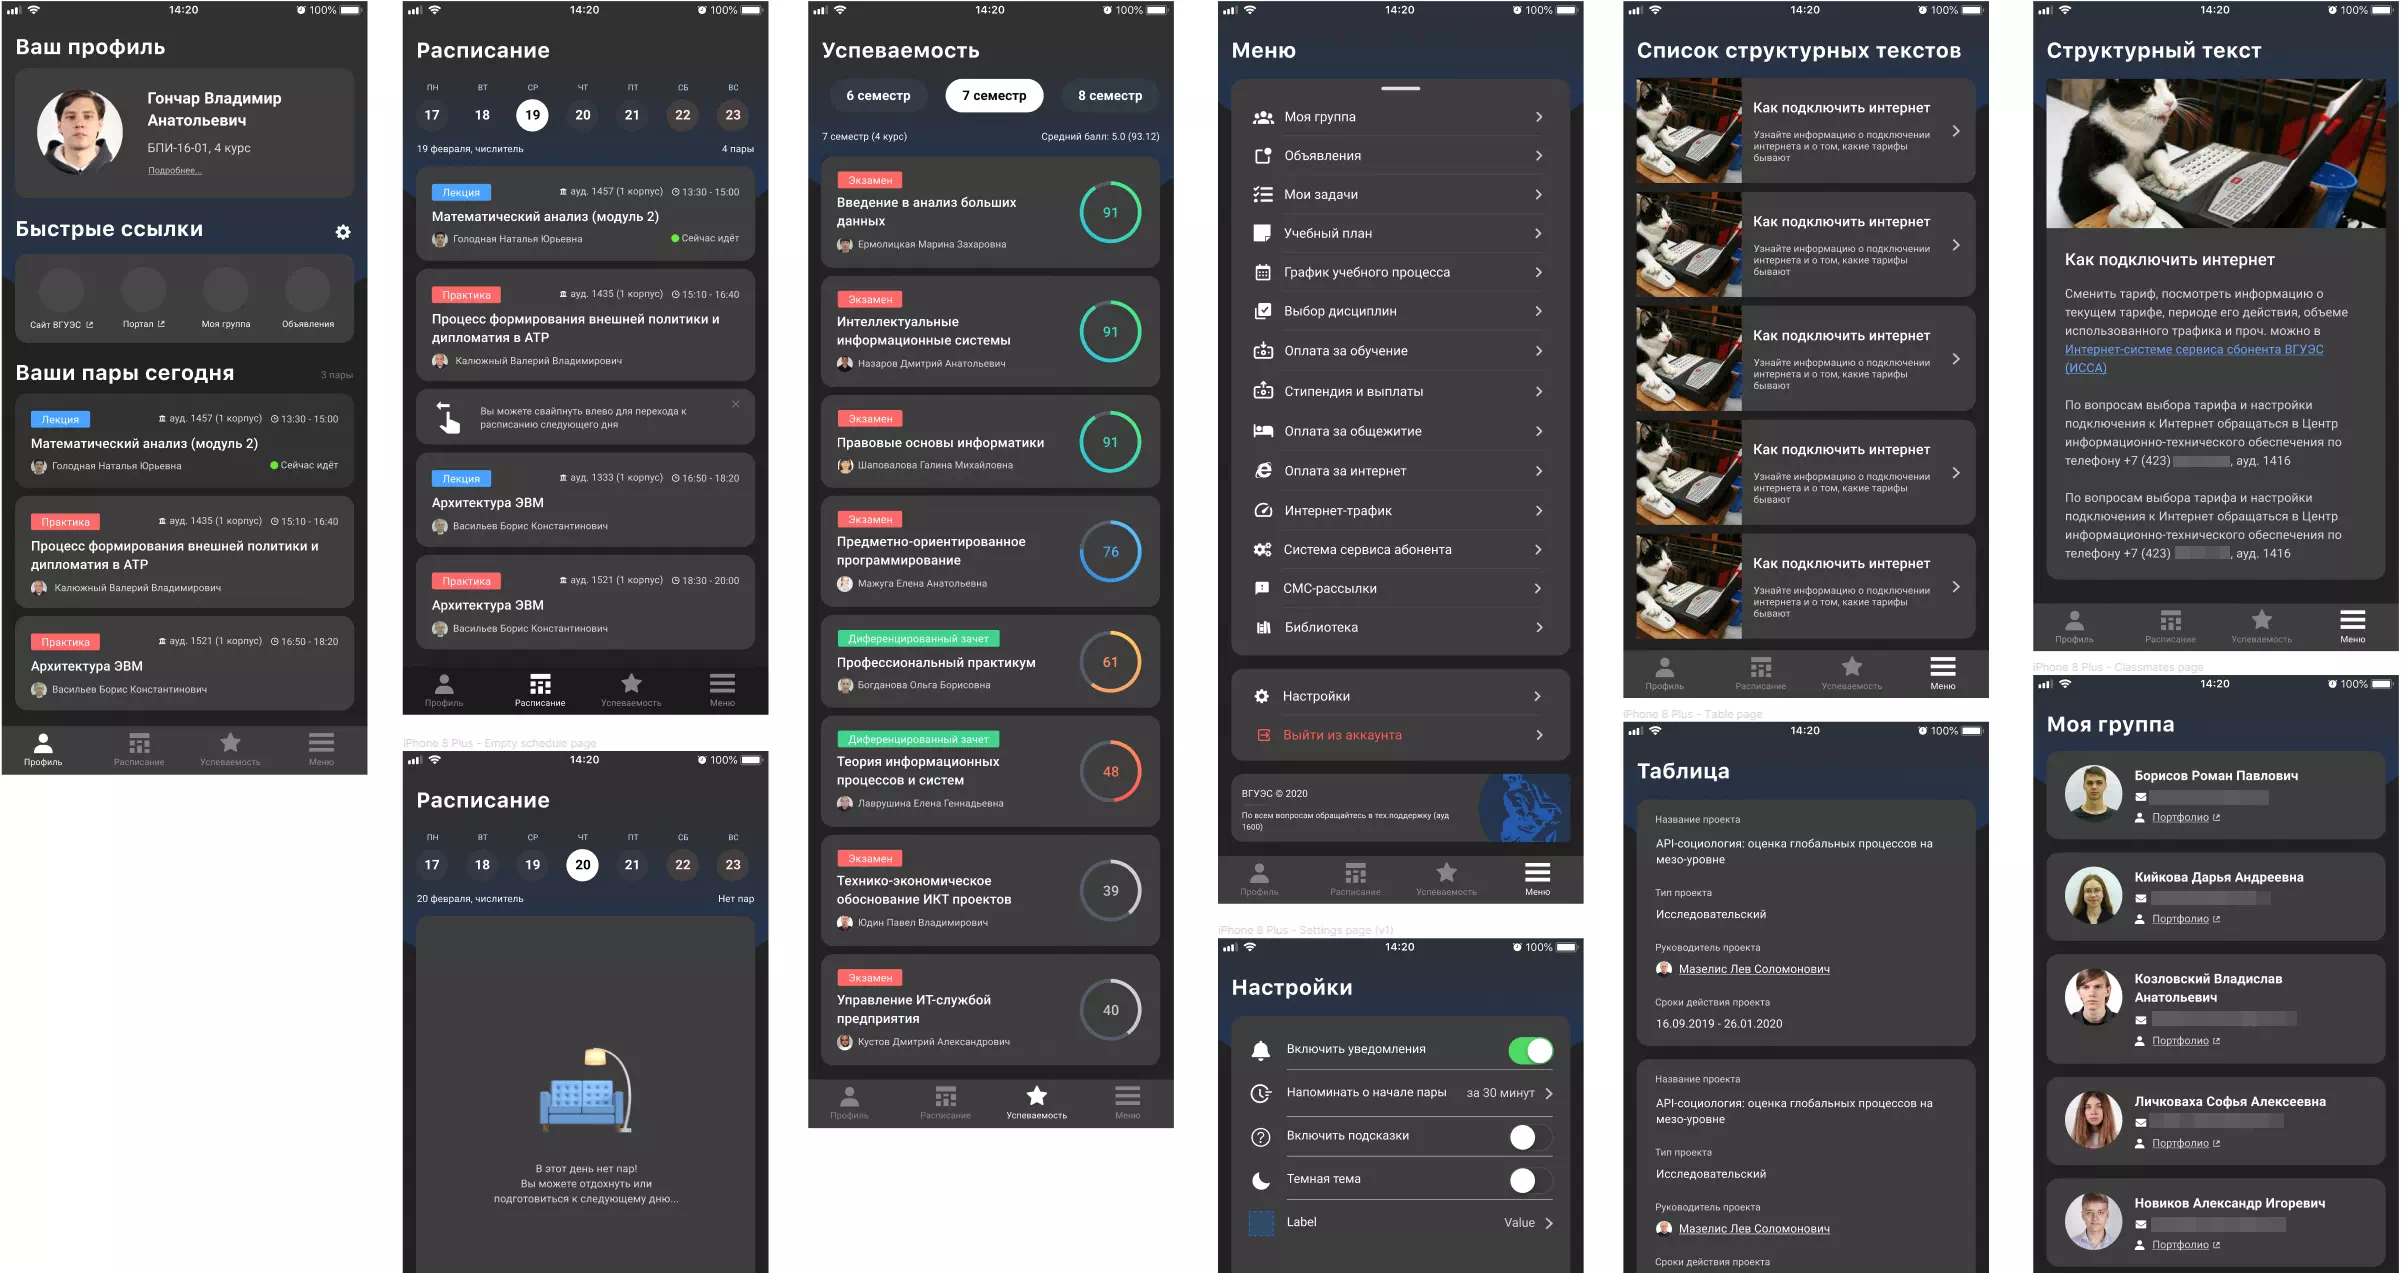 14:20
100%
Ваш профиль
Гончар Владимир
Анатольевич
БПИ-16-01, 4 курс
Подробнее...
Быстрые ссылки
Сайт ВГУЭС
Портал
Моя группа
Объявления
Ваши пары сегодня
3 пары
Лекция
ауд. 1457 (1 корпус)
13:30 - 15:00
Математический анализ (модуль 2)
Голодная Наталья Юрьевна
Сейчас идёт
Практика
ауд. 1435 (1 корпус)
15:10 - 16:40
Процесс формирования внешней политики и
дипломатия в АТР
Калюжный Валерий Владимирович
Практика
ауд. 1521 (1 корпус)
16:50 - 18:20
Архитектура ЭВМ
Васильев Борис Константинович
Профиль
Расписание
Успеваемость
Меню
14:20
100%
Расписание
ПН ВТ СР ЧТ ПТ СБ ВС
17 18 19 20 21 22 23
19 февраля, числитель
4 пары
Лекция
ауд. 1457 (1 корпус)
13:30 - 15:00
Математический анализ (модуль 2)
Голодная Наталья Юрьевна
Сейчас идёт
Практика
ауд. 1435 (1 корпус)
15:10 - 16:40
Процесс формирования внешней политики и
дипломатия в АТР
Калюжный Валерий Владимирович
Вы можете свайпнуть влево для перехода к
расписанию следующего дня
Лекция
ауд. 1333 (1 корпус)
16:50 - 18:20
Архитектура ЭВМ
Васильев Борис Константинович
Практика
ауд. 1521 (1 корпус)
18:30 - 20:00
Архитектура ЭВМ
Васильев Борис Константинович
Профиль
Расписание
Успеваемость
Меню
iPhone 8 Plus - Empty schedule page
14:20
100%
Расписание
ПН ВТ СР ЧТ ПТ СБ ВС
17 18 19 20 21 22 23
20 февраля, числитель
Нет пар
В этот день нет пар!
Вы можете отдохнуть или
подготовиться к следующему дню...
14:20
100%
Успеваемость
6 семестр
7 семестр
8 семестр
7 семестр (4 курс)
Средний балл: 5.0 (93.12)
Экзамен
Введение в анализ больших
данных
Ермолицкая Марина Захаровна
91
Экзамен
Интеллектуальные
информационные системы
Назаров Дмитрий Анатольевич
91
Экзамен
Правовые основы информатики
Шаповалова Галина Михайловна
91
Экзамен
Предметно-ориентированное
программирование
Мажуга Елена Анатольевна
76
Диференцированный зачет
Профессиональный практикум
Богданова Ольга Борисовна
61
Диференцированный зачет
Теория информационных
процессов и систем
Лаврушина Елена Геннадьевна
48
Экзамен
Технико-экономическое
обоснование ИКТ проектов
Юдин Павел Владимирович
39
Экзамен
Управление ИТ-службой
предприятия
Кустов Дмитрий Александрович
40
Профиль
Расписание
Успеваемость
Меню
14:20
100%
Меню
Моя группа
Объявления
Мои задачи
Учебный план
График учебного процесса
Выбор дисциплин
Оплата за обучение
Стипендия и выплаты
Оплата за общежитие
Оплата за интернет
Интернет-трафик
Система сервиса абонента
СМС-рассылки
Библиотека
Настройки
Выйти из аккаунта
ВГУЭС © 2020
По всем вопросам обращайтесь в тех.поддержку (ауд
1600)
Профиль
Расписание
Успеваемость
Меню
iPhone 8 Plus - Settings page (v1)
14:20
100%
Настройки
Включить уведомления
Напоминать о начале пары
за 30 минут
Включить подсказки
Темная тема
Label
Value
14:20
100%
Список структурных текстов
Как подключить интернет
Узнайте информацию о подключении
интернета и о том, какие тарифы
бывают
Как подключить интернет
Узнайте информацию о подключении
интернета и о том, какие тарифы
бывают
Как подключить интернет
Узнайте информацию о подключении
интернета и о том, какие тарифы
бывают
Как подключить интернет
Узнайте информацию о подключении
интернета и о том, какие тарифы
бывают
Как подключить интернет
Узнайте информацию о подключении
интернета и о том, какие тарифы
бывают
Профиль
Расписание
Успеваемость
Меню
iPhone 8 Plus - Table page
14:20
100%
Таблица
Название проекта
API-социология: оценка глобальных процессов на
мезо-уровне
Тип проекта
Исследовательский
Руководитель проекта
Мазелис Лев Соломонович
Сроки действия проекта
16.09.2019 - 26.01.2020
Название проекта
API-социология: оценка глобальных процессов на
мезо-уровне
Тип проекта
Исследовательский
Руководитель проекта
Мазелис Лев Соломонович
Сроки действия проекта
14:20
100%
Структурный текст
Как подключить интернет
Сменить тариф, посмотреть информацию о
текущем тарифе, периоде его действия, объеме
использованного трафика и проч. можно в
Интернет-системе сервиса сбонента ВГУЭС
(ИССА)
По вопросам выбора тарифа и настройки
подключения к Интернет обращаться в Центр
информационно-технического обеспечения по
телефону +7 (423) , ауд. 1416
По вопросам выбора тарифа и настройки
подключения к Интернет обращаться в Центр
информационно-технического обеспечения по
телефону +7 (423) , ауд. 1416
Профиль
Расписание
Успеваемость
Меню
iPhone 8 Plus - Classmates page
14:20
100%
Моя группа
Борисов Роман Павлович
Портфолио
Кийкова Дарья Андреевна
Портфолио
Козловский Владислав
Анатольевич
Портфолио
Личковаха Софья Алексеевна
Портфолио
Новиков Александр Игоревич
Портфолио